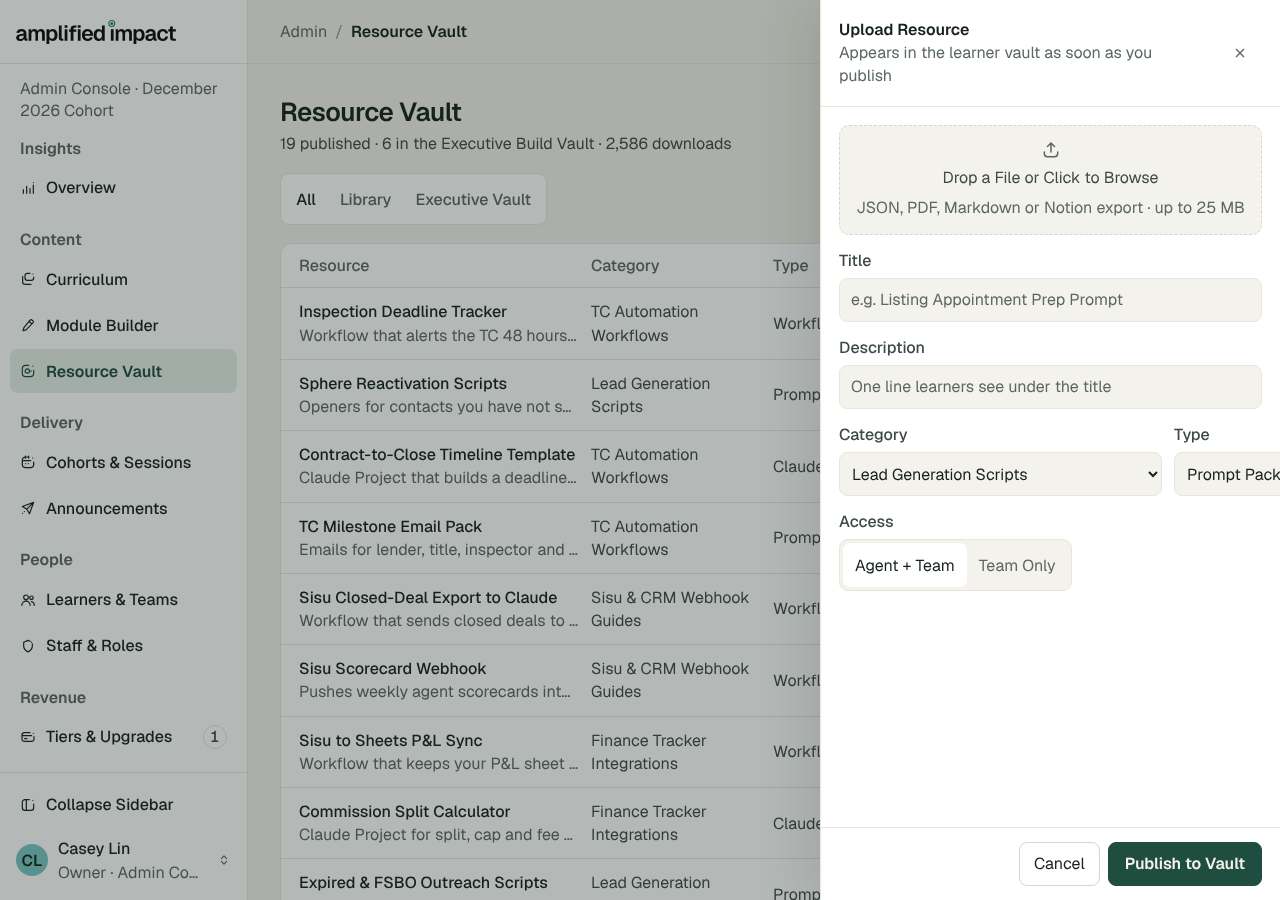 amplified impact
Admin Console · December
2026 Cohort
Insights
Overview
Content
Curriculum
Module Builder
Resource Vault
Delivery
Cohorts & Sessions
Announcements
People
Learners & Teams
Staff & Roles
Revenue
Tiers & Upgrades 1
Collapse Sidebar
CL
Casey Lin
Owner · Admin Co...
Admin / Resource Vault
Resource Vault
19 published · 6 in the Executive Build Vault · 2,586 downloads
All Library Executive Vault
Resource Category Type
Inspection Deadline Tracker
Workflow that alerts the TC 48 hours...
TC Automation
Workflows
Workfl
Sphere Reactivation Scripts
Openers for contacts you have not s...
Lead Generation
Scripts
Promp
Contract-to-Close Timeline Template
Claude Project that builds a deadline...
TC Automation
Workflows
Claude
TC Milestone Email Pack
Emails for lender, title, inspector and ...
TC Automation
Workflows
Promp
Sisu Closed-Deal Export to Claude
Workflow that sends closed deals to ...
Sisu & CRM Webhook
Guides
Workfl
Sisu Scorecard Webhook
Pushes weekly agent scorecards int...
Sisu & CRM Webhook
Guides
Workfl
Sisu to Sheets P&L Sync
Workflow that keeps your P&L sheet ...
Finance Tracker
Integrations
Workfl
Commission Split Calculator
Claude Project for split, cap and fee ...
Finance Tracker
Integrations
Claude
Expired & FSBO Outreach Scripts
Lead Generation
Promp
Upload Resource
Appears in the learner vault as soon as you
publish
Drop a File or Click to Browse
JSON, PDF, Markdown or Notion export · up to 25 MB
Title
e.g. Listing Appointment Prep Prompt
Description
One line learners see under the title
Category Type
Lead Generation Scripts Prompt Pack
Access
Agent + Team Team Only
Cancel Publish to Vault